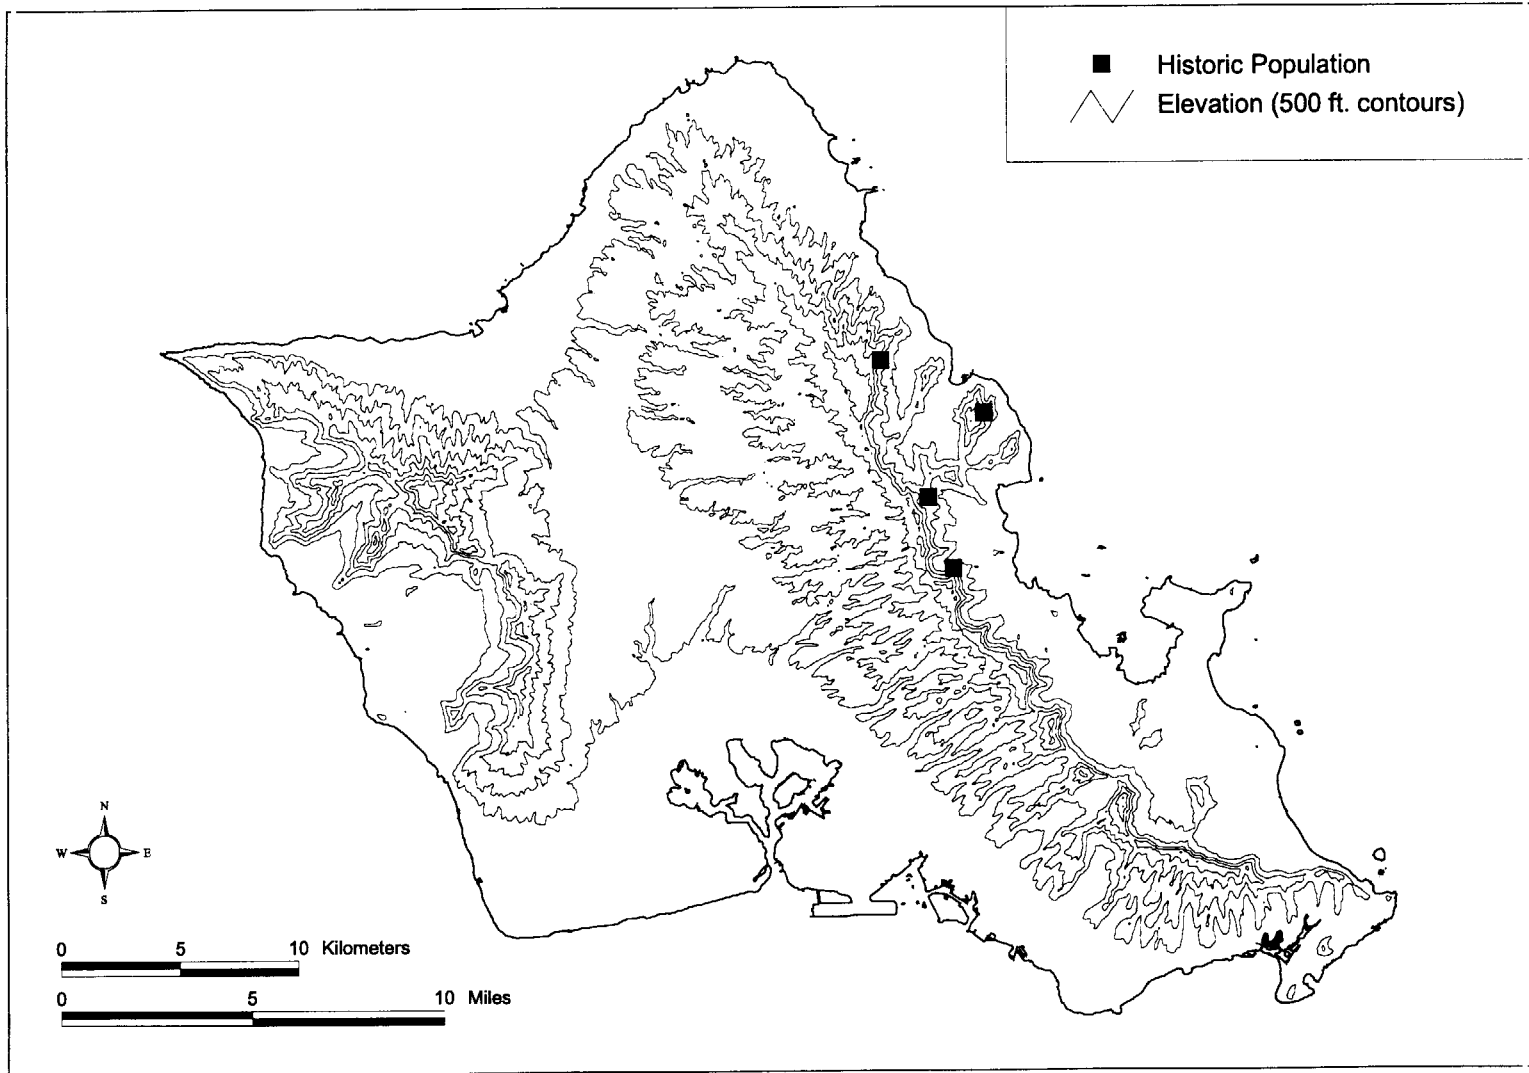 Historic Population
Elevation (500 ft. contours)
N
W E
S
0 5 10 Kilometers
0 5 10 Miles